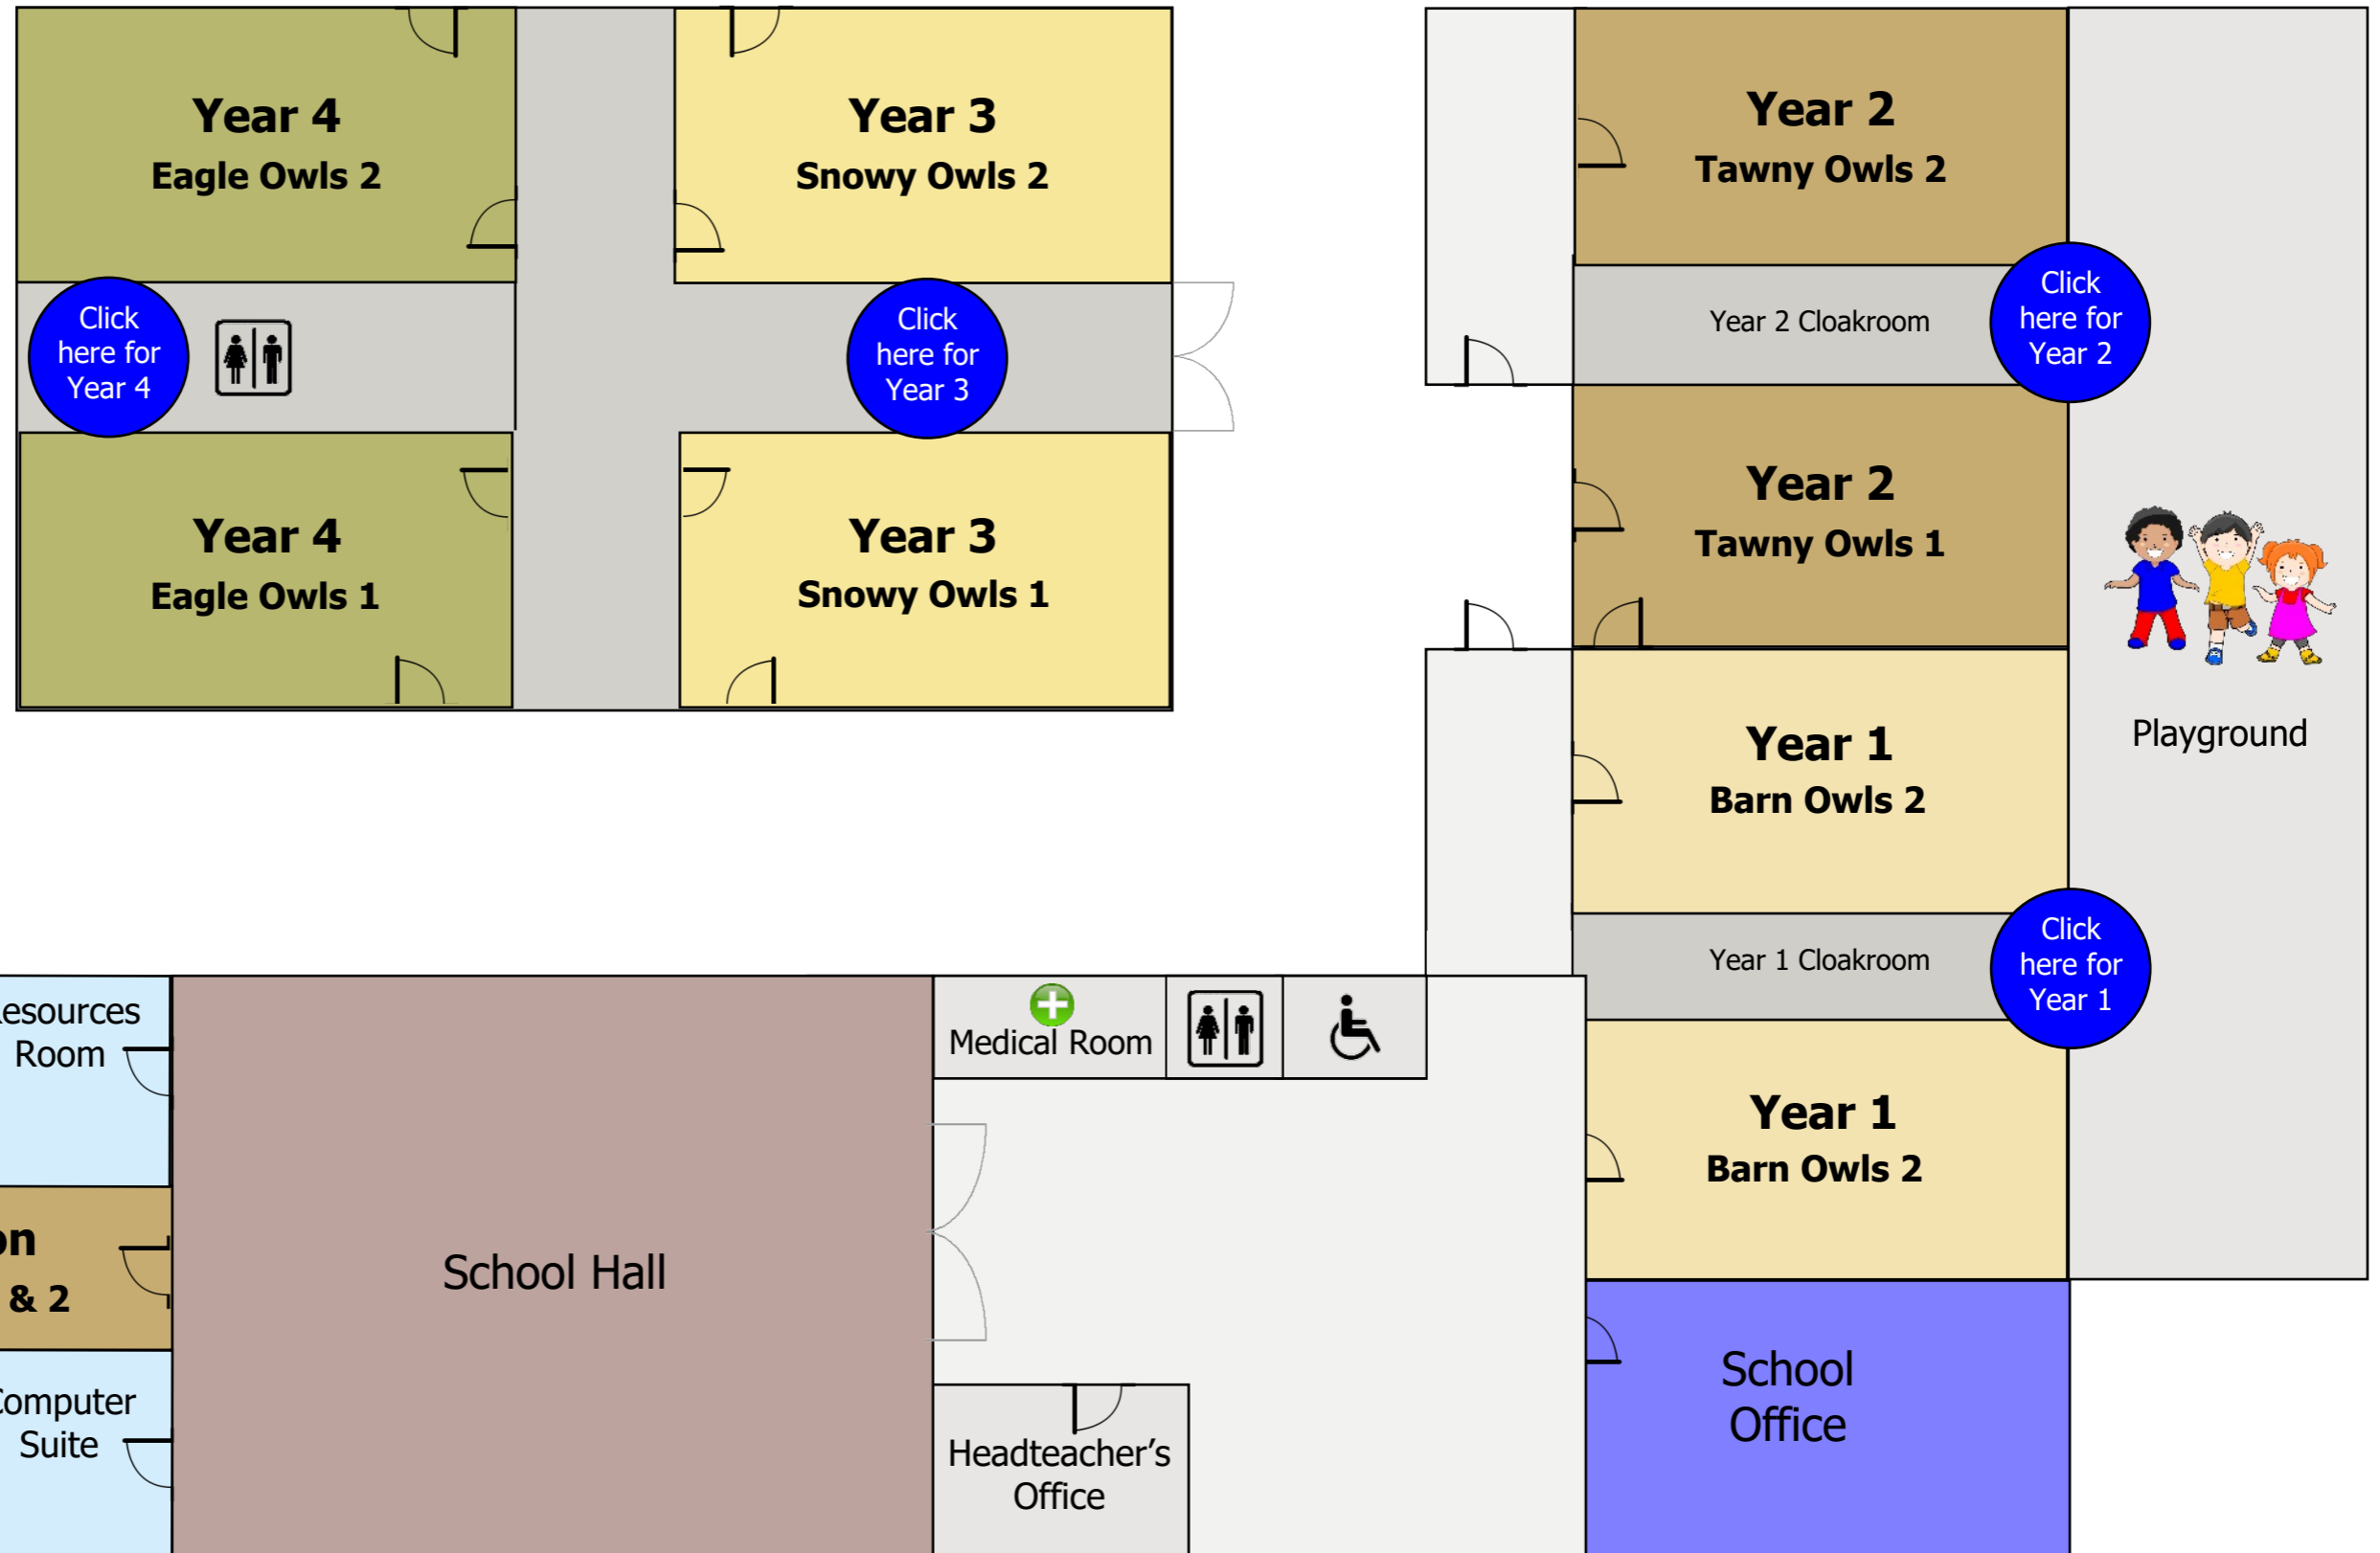 Year 4
Eagle Owls 2
Year 3
Snowy Owls 2
Year 2
Tawny Owls 2
Click
here for
Year 4
Click
here for
Year 3
Year 2 Cloakroom
Click
here for
Year 2
Year 4
Eagle Owls 1
Year 3
Snowy Owls 1
Year 2
Tawny Owls 1
Playground
Year 1
Barn Owls 2
Year 1 Cloakroom
Click
here for
Year 1
esources
Room
Medical Room
Year 1
Barn Owls 2
on
& 2
School Hall
School
Office
omputer
Suite
Headteacher's
Office